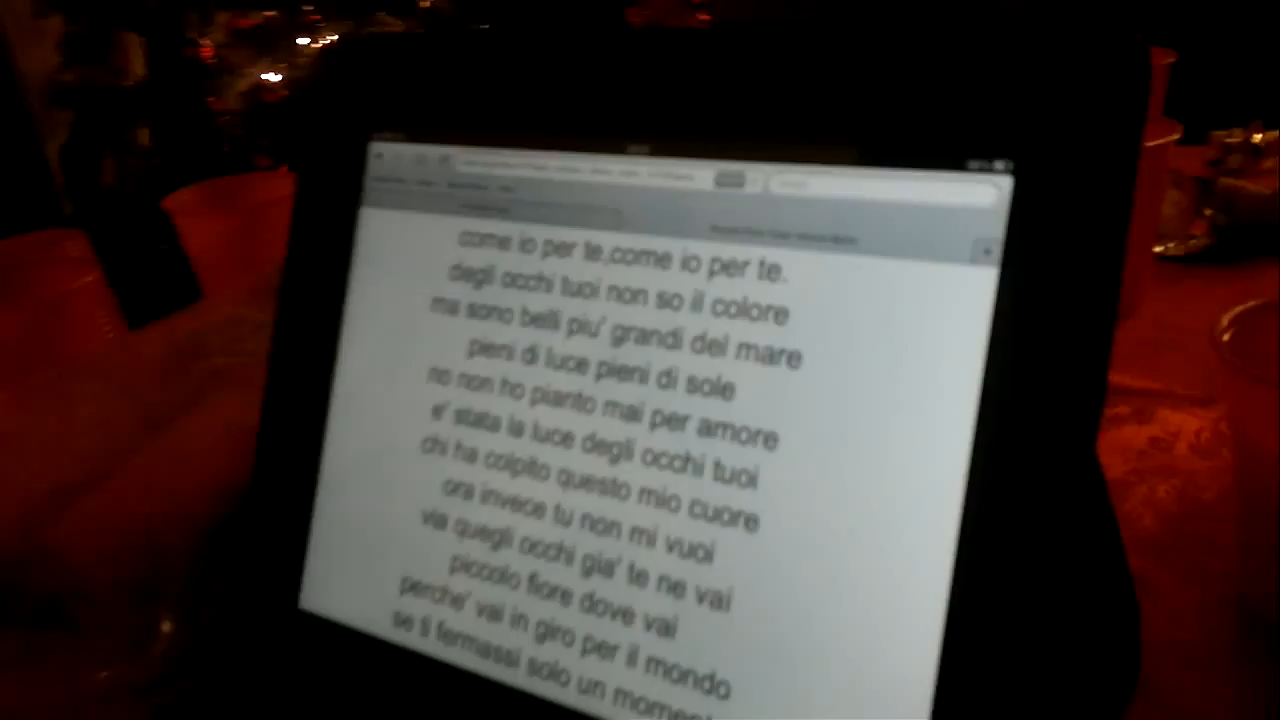 come io per te,come io per te.
degli occhi tuoi non so il colore
ma sono belli piu' grandi del mare
pieni di luce pieni di sole
no non ho pianto mai per amore
e' stata la luce degli occhi tuoi
chi ha colpito questo mio cuore
ora invece tu non mi vuoi
via quegli occhi gia' te ne vai
piccolo fiore dove vai
perche' vai in giro per il mondo
se ti fermassi solo un